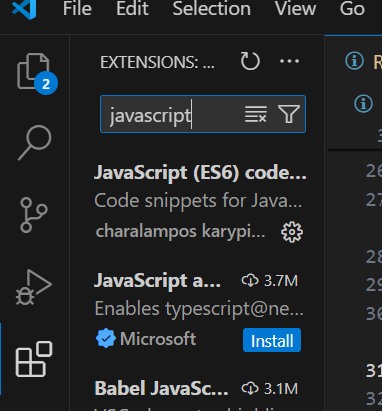 File Edit Selection View Go
EXTENSIONS: ...
2
javascript
JavaScript (ES6) code...
Code snippets for Java...
charalampos karypi...
JavaScript a... 3.7M
Enables typescript@ne...
Microsoft Install
Babel JavaSc... 3.1M
26
27
28
29
30
31
32